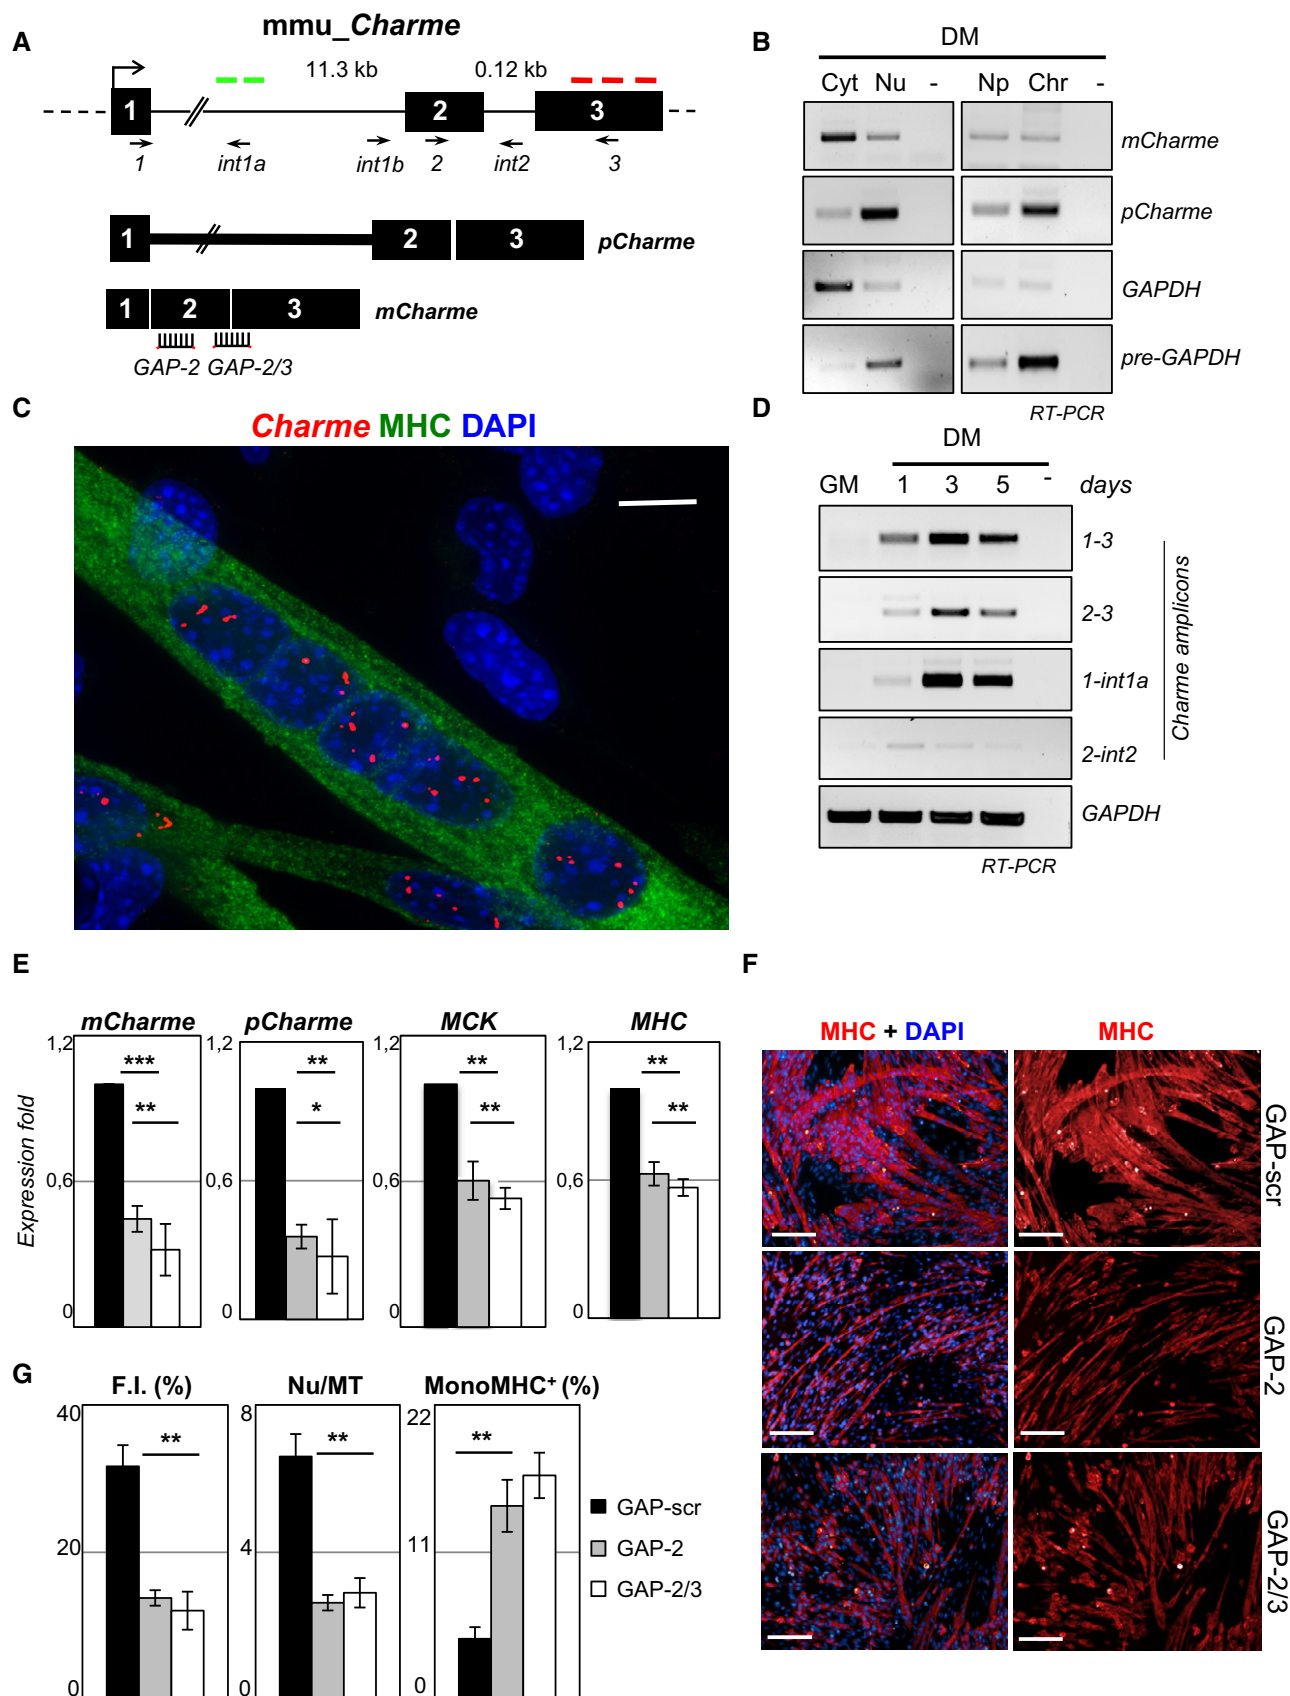 A
mmu_Charme
11.3 kb
0.12 kb
1
2
3
1
int1a
int1b
2
int2
3
1
2
3
pCharme
1
2
3
mCharme
GAP-2
GAP-2/3
B
DM
Cyt Nu - Np Chr -
mCharme
pCharme
GAPDH
pre-GAPDH
RT-PCR
C
Charme MHC DAPI
D
DM
GM 1 3 5 - days
1-3
2-3
1-int1a
2-int2
GAPDH
Charme amplicons
RT-PCR
E
Expression fold
mCharme
1,2
0,6
0
***
**
pCharme
1,2
0,6
0
**
*
MCK
1,2
0,6
0
**
**
MHC
1,2
0,6
0
**
**
F
MHC + DAPI
MHC
GAP-scr
GAP-2
GAP-2/3
G
F.I. (%)
40
20
0
**
Nu/MT
8
4
0
**
MonoMHC⁺ (%)
22
11
0
**
GAP-scr
GAP-2
GAP-2/3